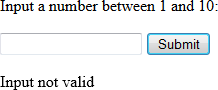 Input a number between 1 and 10:
Submit
Input not valid